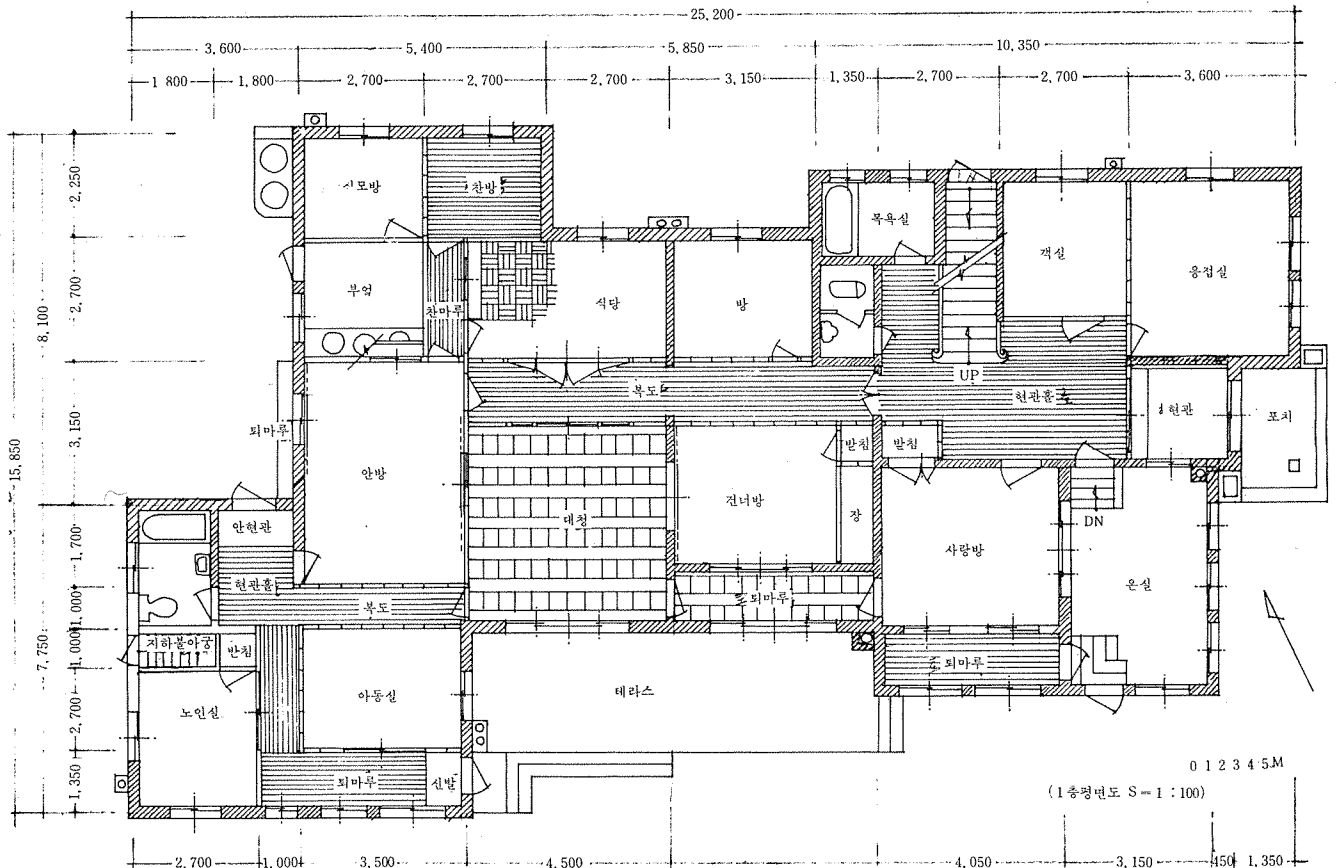 25,200
3,600 5,400 5,850 10,350
1 800 1,800 2,700 2,700 2,700 3,150 1,350 2,700 2,700 3,600
2,250
2,700
8,100
3,150
15,850
1,700
1,000
1,000
7,750
2,700
1,350
식모방
찬방
목욕실
객실
응접실
부엌
찬마루
식당
방
복도
UP
현관홀
현관
포치
퇴마루
안방
받침
받침
건너방
대청
장
사랑방
DN
온실
안현관
현관홀
복도
퇴마루
지하불아궁
반침
퇴마루
아동실
테라스
노인실
퇴마루
신발
0 1 2 3 4 5M
(1층평면도 S=1:100)
2,700 1,000 3,500 4,500 4,050 3,150 450 1,350